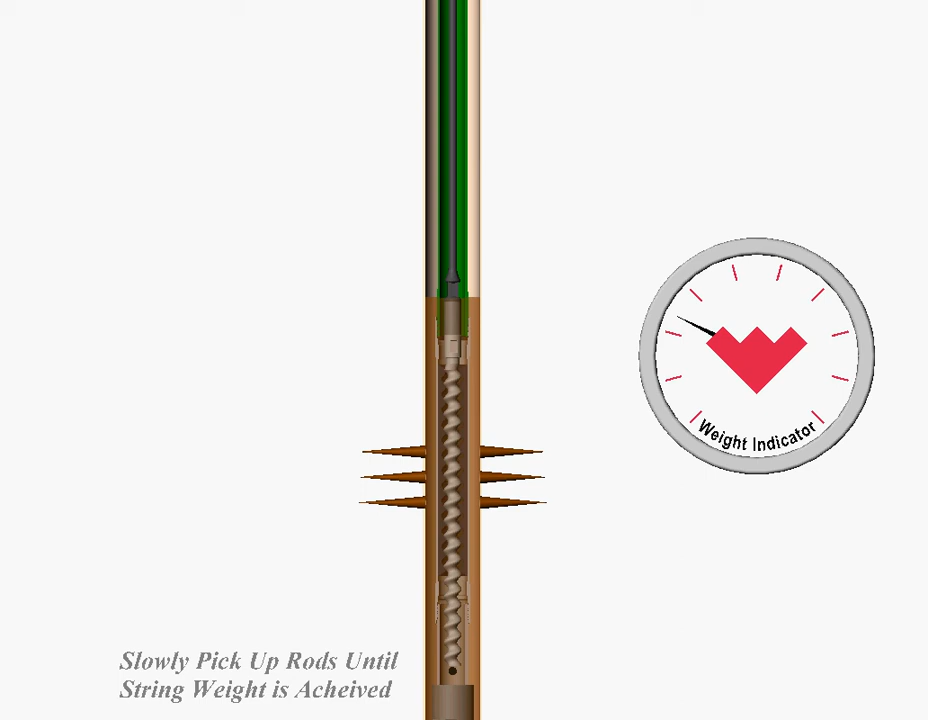 Weight Indicator
Slowly Pick Up Rods Until
String Weight is Acheived